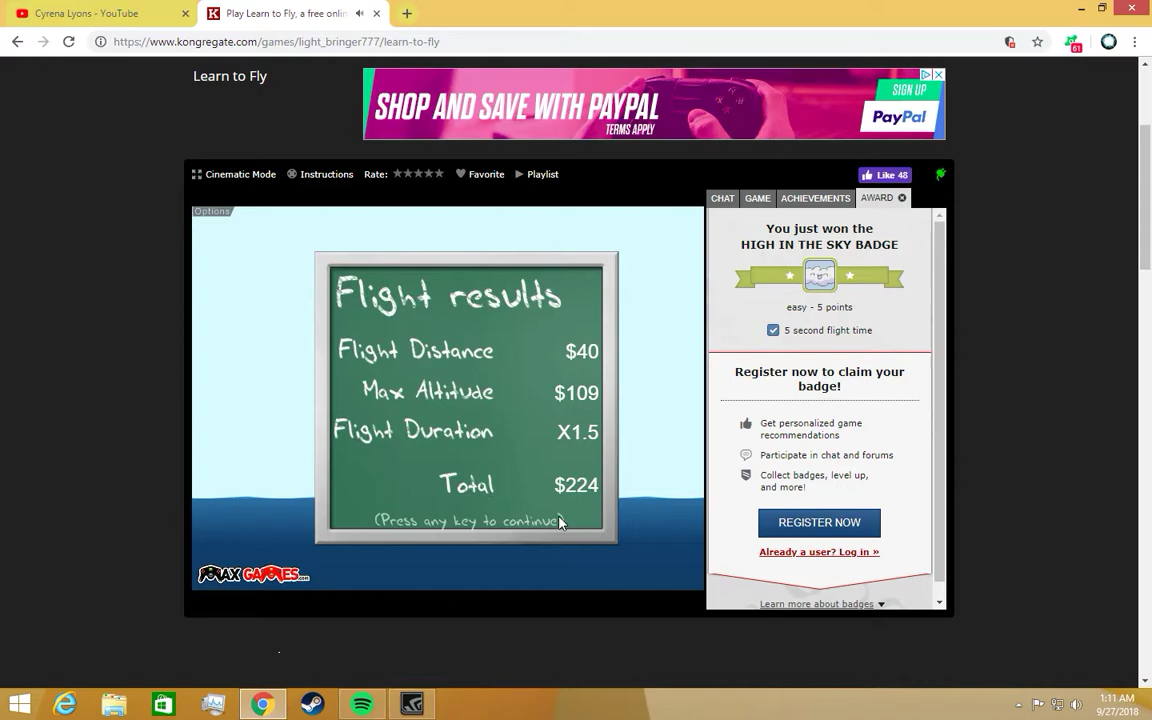 Cyrena Lyons - YouTube
Play Learn to Fly, a free onlin
https://www.kongregate.com/games/light_bringer777/learn-to-fly
61
Learn to Fly
SHOP AND SAVE WITH PAYPAL
TERMS APPLY
SIGN UP
PayPal
Cinematic Mode
Instructions
Rate:
Favorite
Playlist
Like 48
CHAT
GAME
ACHIEVEMENTS
AWARD
Options
Flight results
Flight Distance $40
Max Altitude $109
Flight Duration X1.5
Total $224
(Press any key to continue)
MAX GAMES.com
You just won the
HIGH IN THE SKY BADGE
easy - 5 points
5 second flight time
Register now to claim your
badge!
Get personalized game
recommendations
Participate in chat and forums
Collect badges, level up,
and more!
REGISTER NOW
Already a user? Log in »
Learn more about badges
1:11 AM
9/27/2018